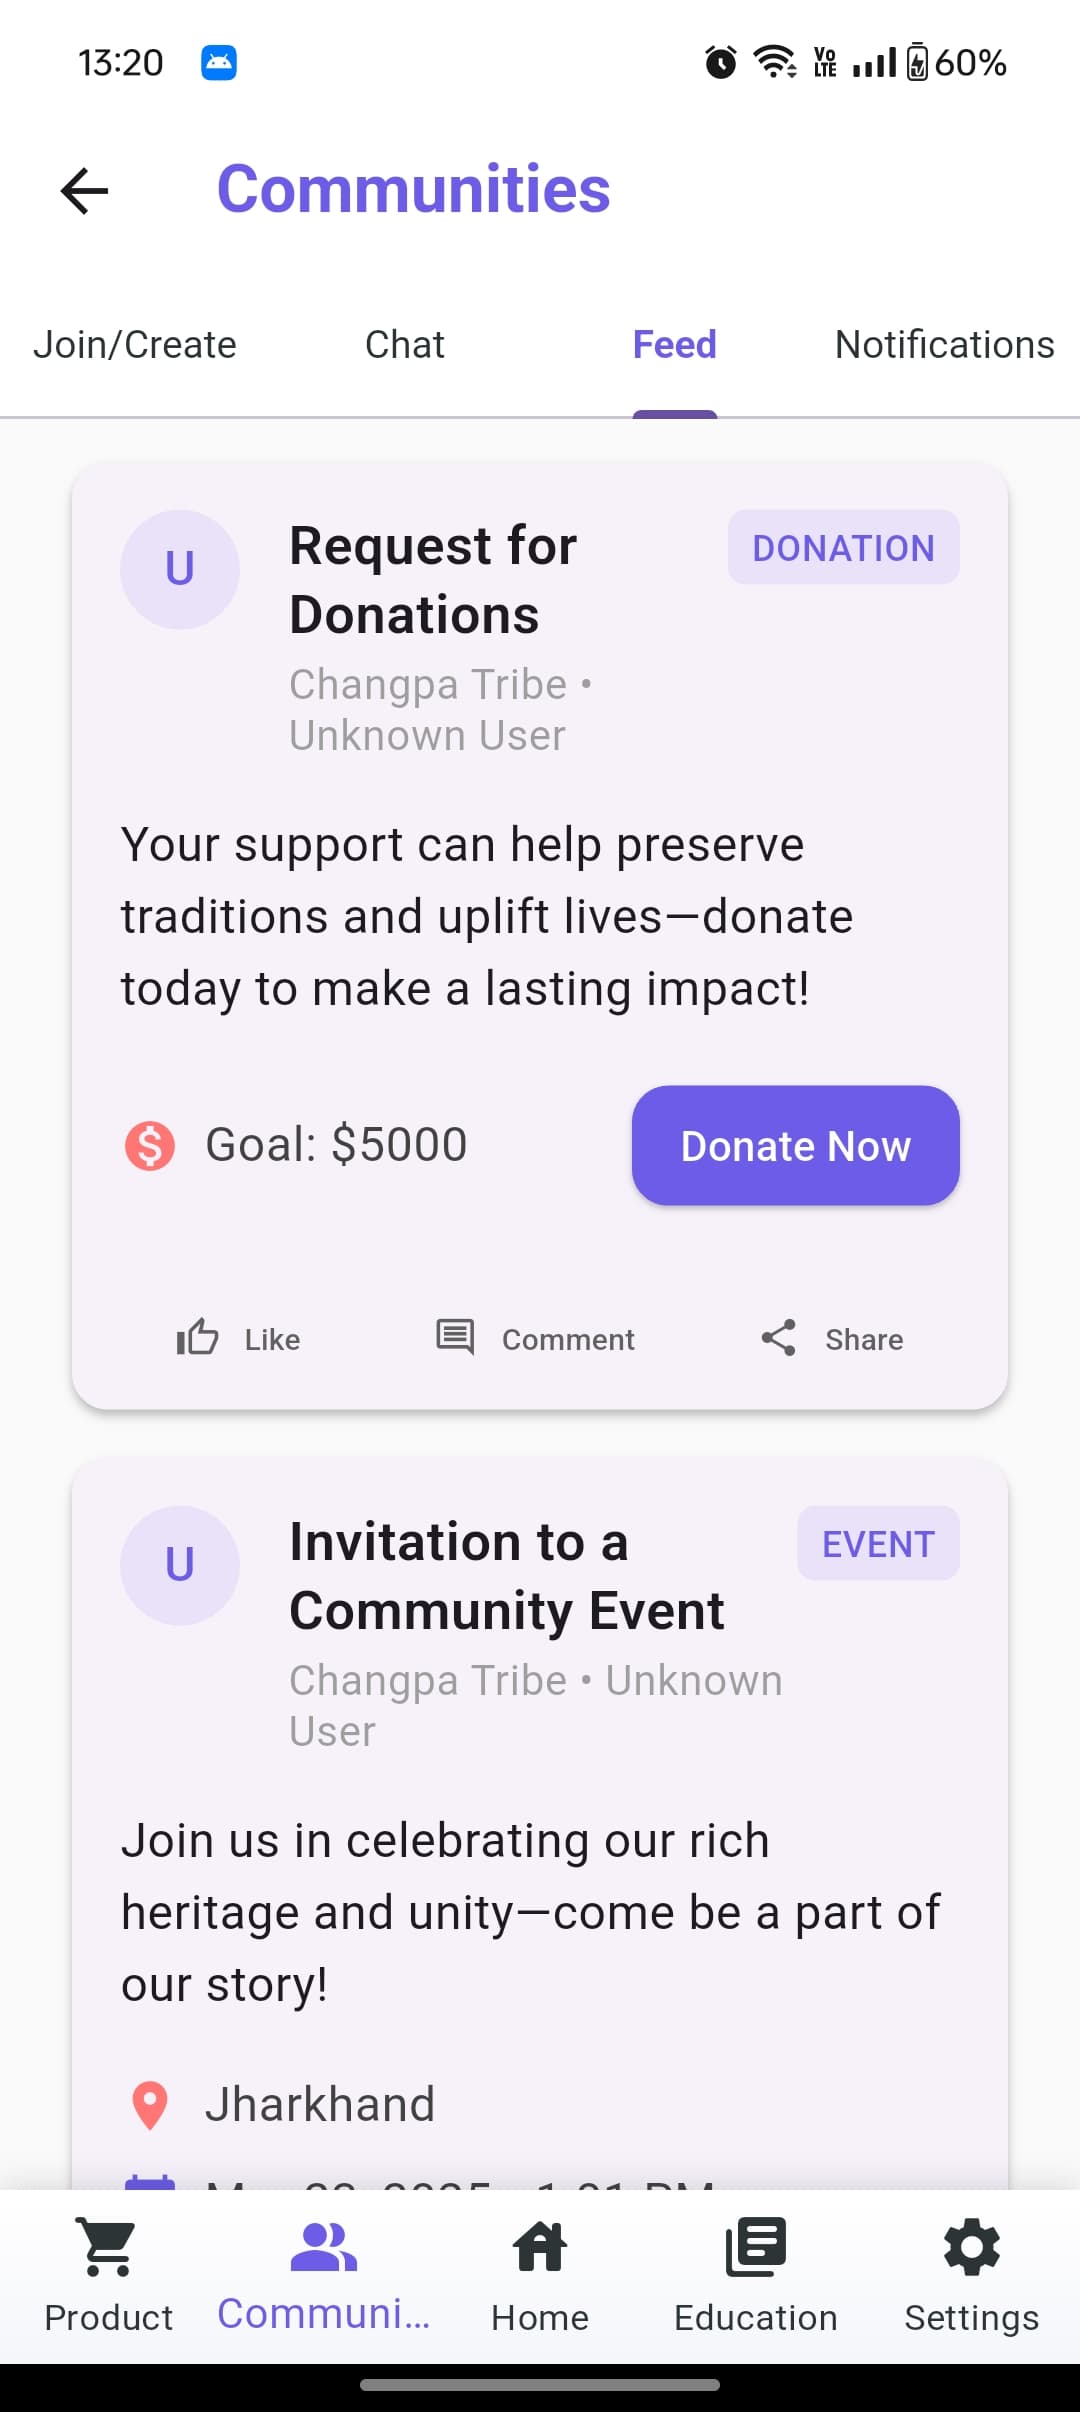 13:20
VO LTE
60%
Communities
Join/Create
Chat
Feed
Notifications
U
Request for
Donations
DONATION
Changpa Tribe •
Unknown User
Your support can help preserve
traditions and uplift lives—donate
today to make a lasting impact!
Goal: $5000
Donate Now
Like
Comment
Share
U
Invitation to a
Community Event
EVENT
Changpa Tribe • Unknown
User
Join us in celebrating our rich
heritage and unity—come be a part of
our story!
Jharkhand
Product
Communi...
Home
Education
Settings